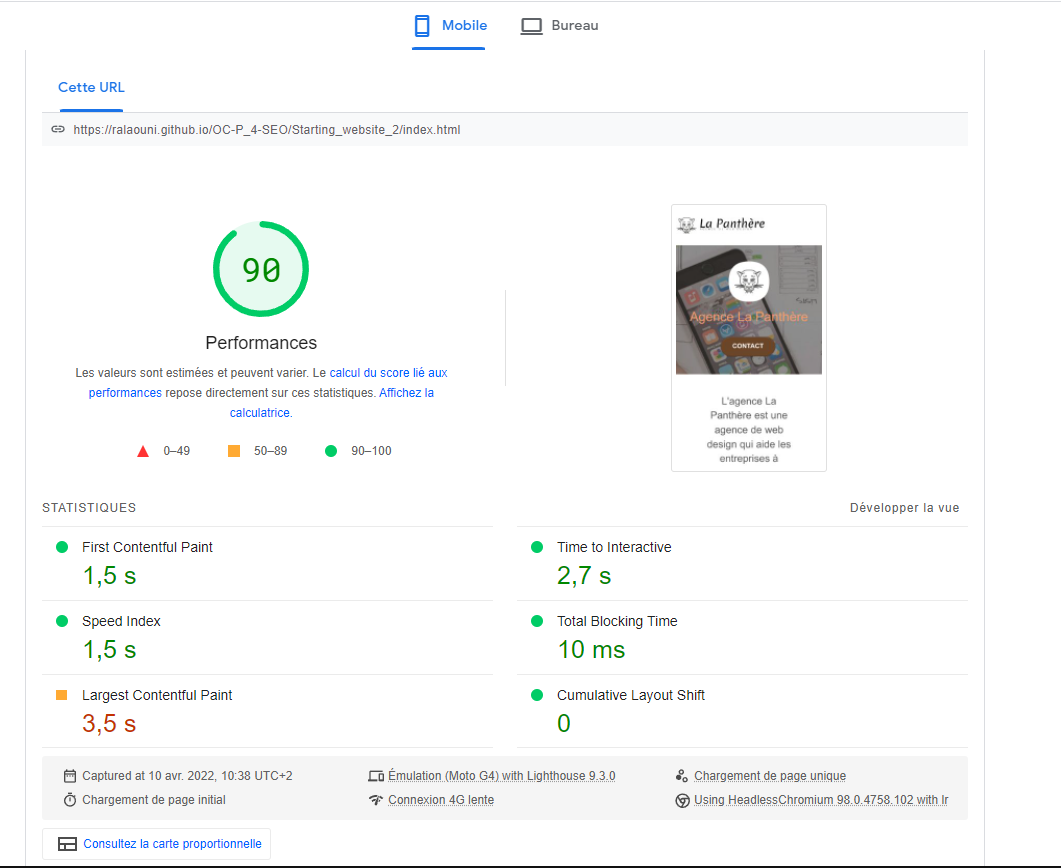 Mobile Bureau
Cette URL
https://ralaouni.github.io/OC-P_4-SEO/Starting_website_2/index.html
90
Performances
Les valeurs sont estimées et peuvent varier. Le calcul du score lié aux
performances repose directement sur ces statistiques. Affichez la
calculatrice.
0–49 50–89 90–100
La Panthère
Agence La Panthère
CONTACT
L'agence La
Panthère est une
agence de web
design qui aide les
entreprises à
STATISTIQUES
Développer la vue
First Contentful Paint
1,5 s
Time to Interactive
2,7 s
Speed Index
1,5 s
Total Blocking Time
10 ms
Largest Contentful Paint
3,5 s
Cumulative Layout Shift
0
Captured at 10 avr. 2022, 10:38 UTC+2
Émulation (Moto G4) with Lighthouse 9.3.0
Chargement de page unique
Chargement de page initial
Connexion 4G lente
Using HeadlessChromium 98.0.4758.102 with lr
Consultez la carte proportionnelle